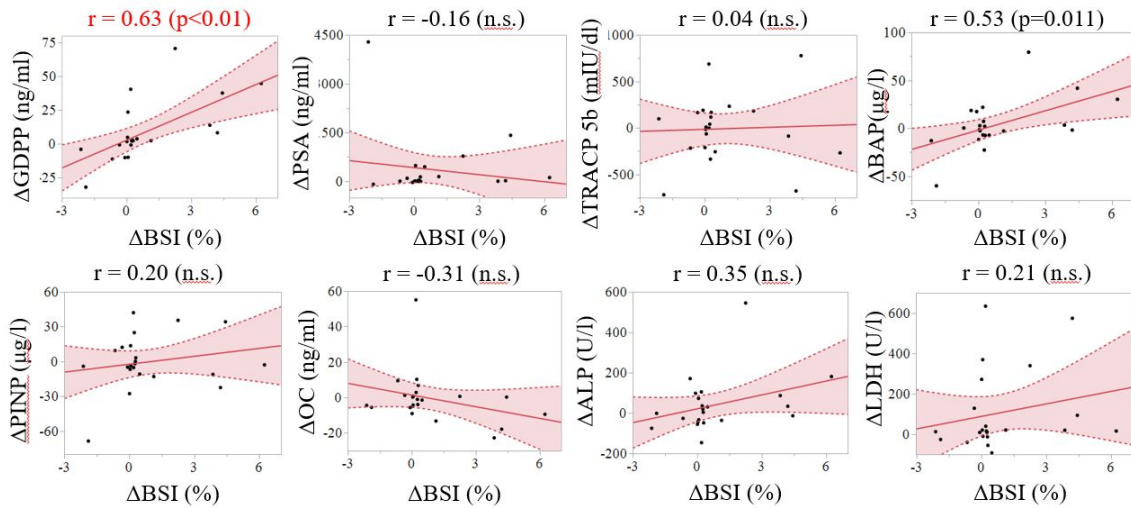 r = 0.63 (p<0.01)
r = -0.16 (n.s.)
r = 0.04 (n.s.)
r = 0.53 (p=0.011)
ΔGDPP (ng/ml)
75
50
25
0
-25
-3 0 3 6
ΔBSI (%)
ΔPSA (ng/ml)
4500
1500
500
0
-3 0 3 6
ΔBSI (%)
ΔTRACP 5b (mIU/dl)
1000
500
0
-500
-3 0 3 6
ΔBSI (%)
ΔBAP(μg/l)
100
50
0
-50
-3 0 3 6
ΔBSI (%)
r = 0.20 (n.s.)
r = -0.31 (n.s.)
r = 0.35 (n.s.)
r = 0.21 (n.s.)
ΔPINP (μg/l)
60
30
0
-30
-60
-3 0 3 6
ΔBSI (%)
ΔOC (ng/ml)
60
40
20
0
-20
-3 0 3 6
ΔBSI (%)
ΔALP (U/l)
600
400
200
0
-200
-3 0 3 6
ΔBSI (%)
ΔLDH (U/l)
600
400
200
0
-3 0 3 6
ΔBSI (%)